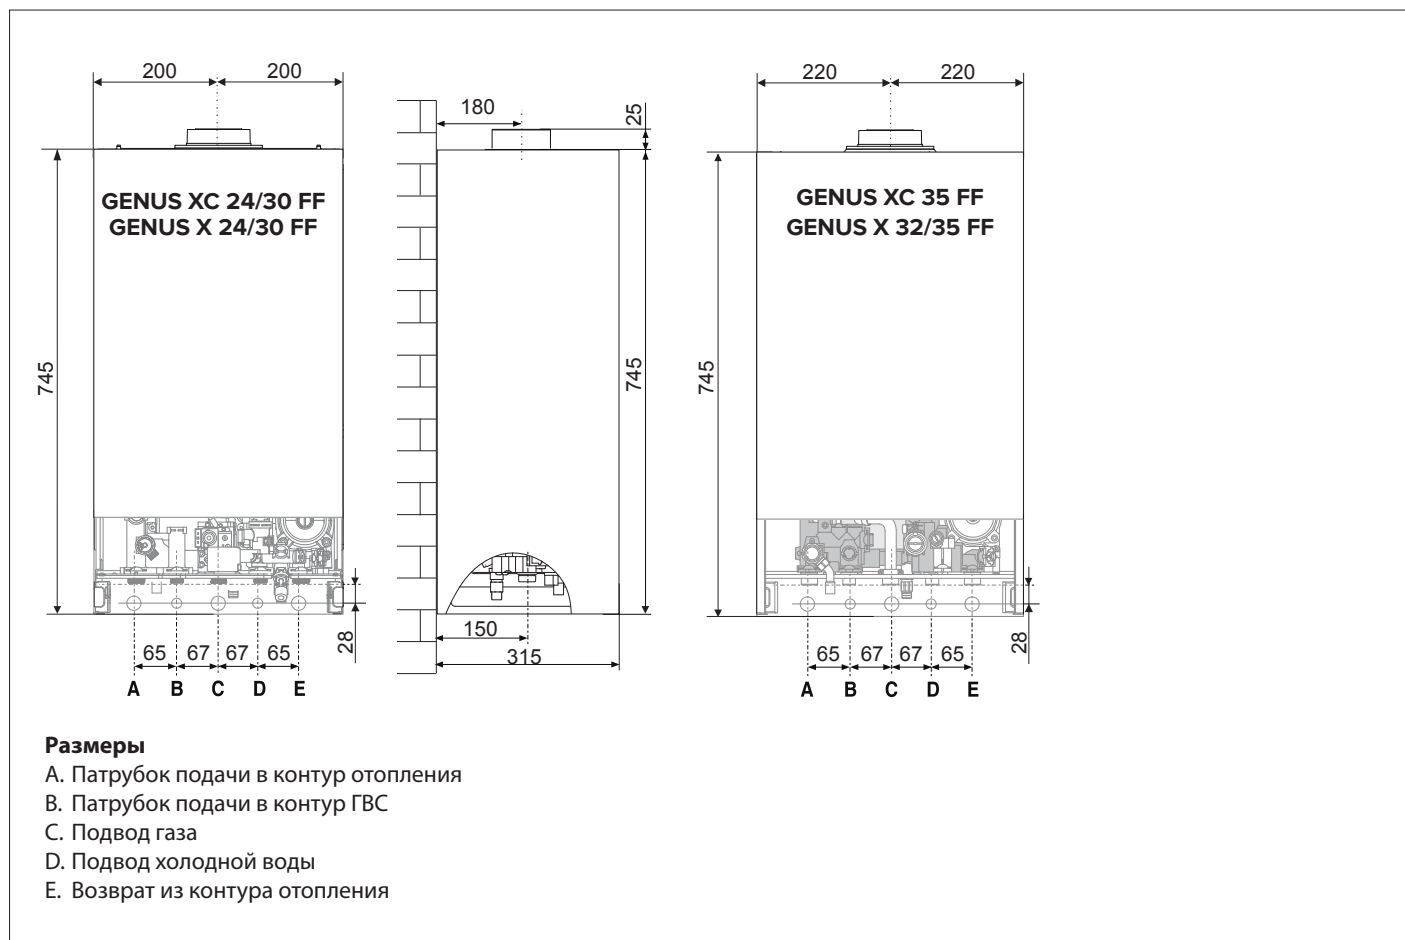 200 200
GENUS XC 24/30 FF
GENUS X 24/30 FF
745
28
65 67 67 65
A B C D E
180
25
745
150
315
220 220
GENUS XC 35 FF
GENUS X 32/35 FF
745
28
65 67 67 65
A B C D E
Размеры
A. Патрубок подачи в контур отопления
B. Патрубок подачи в контур ГВС
C. Подвод газа
D. Подвод холодной воды
E. Возврат из контура отопления